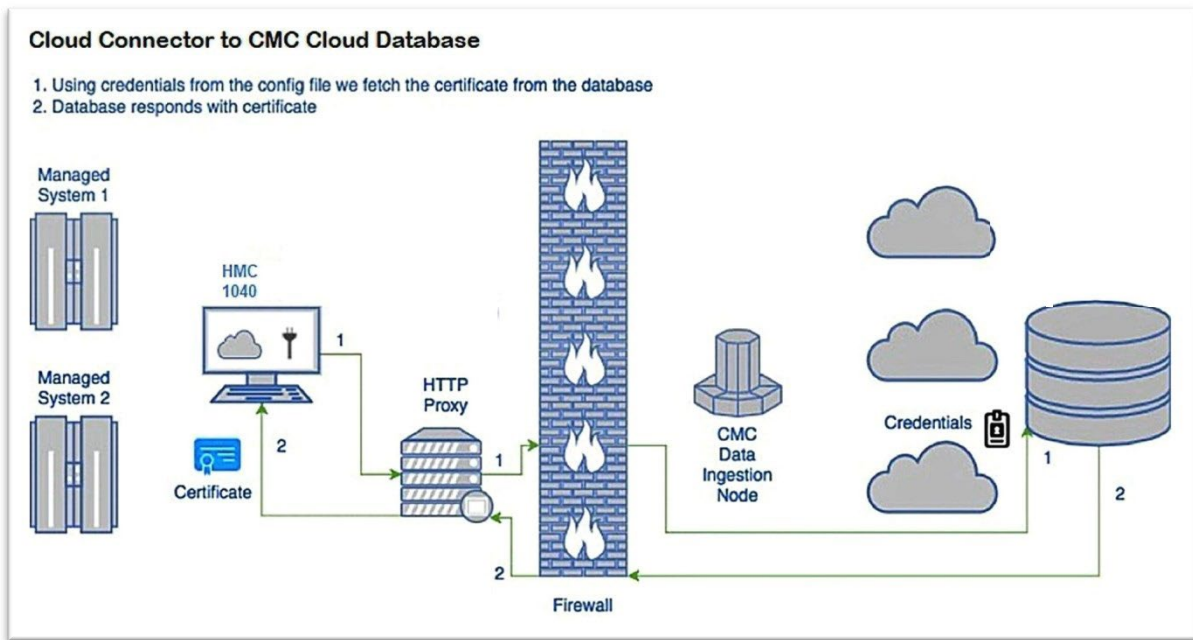 Cloud Connector to CMC Cloud Database
1. Using credentials from the config file we fetch the certificate from the database
2. Database responds with certificate
Managed
System 1
HMC
1040
1
Managed
System 2
HTTP
Proxy
2
Certificate
1
2
Firewall
CMC
Data
Ingestion
Node
Credentials
1
2